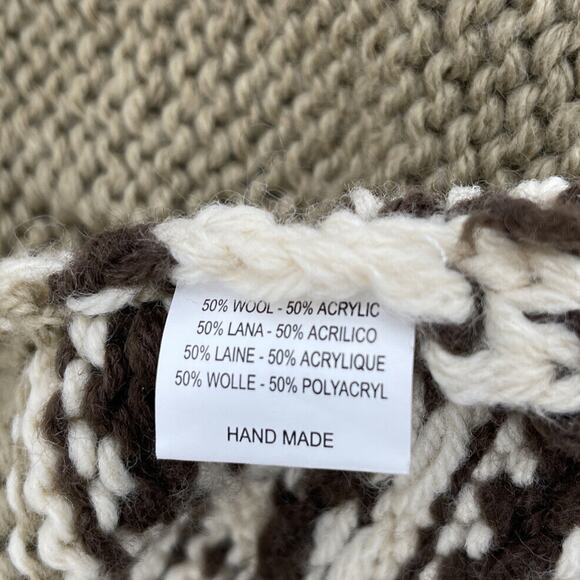 50% WOOL - 50% ACRYLIC
50% LANA - 50% ACRILICO
50% LAINE - 50% ACRYLIQUE
50% WOLLE - 50% POLYACRYL
HAND MADE